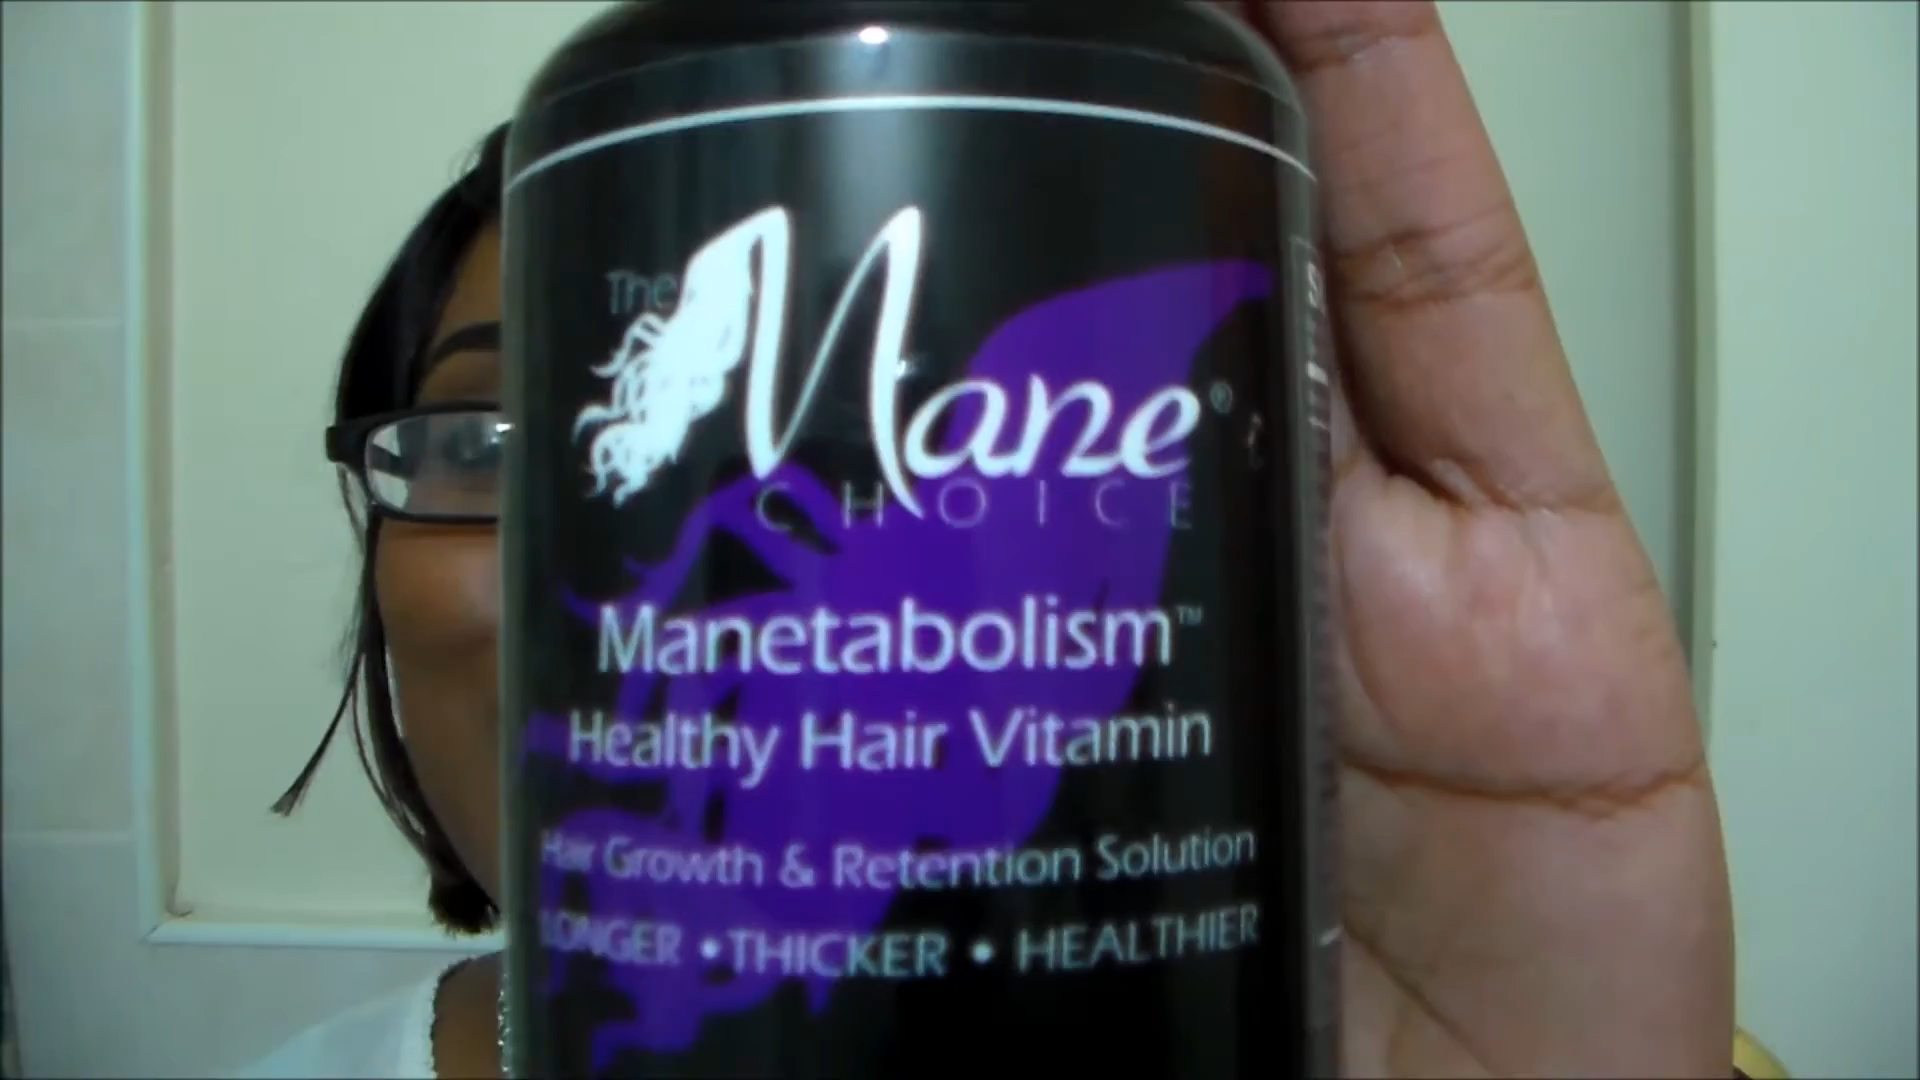 The
Mane®
CHOICE
Manetabolism™
Healthy Hair Vitamin
Hair Growth & Retention Solution
LONGER • THICKER • HEALTHIER